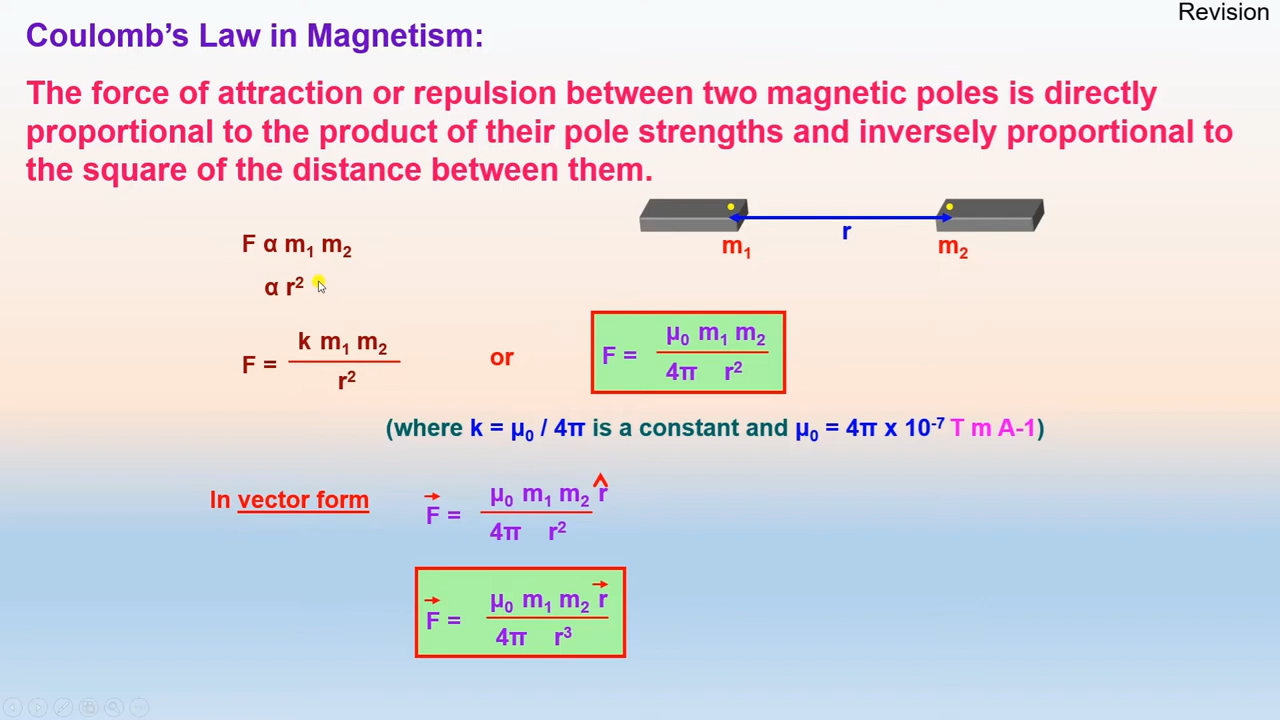 Revision
Coulomb's Law in Magnetism:
The force of attraction or repulsion between two magnetic poles is directly
proportional to the product of their pole strengths and inversely proportional to
the square of the distance between them.
r
m₁ m₂
F α m₁ m₂
α r²
F = k m₁ m₂ / r²
or
F = μ₀ m₁ m₂ / 4π r²
(where k = μ₀ / 4π is a constant and μ₀ = 4π x 10⁻⁷ T m A-1)
In vector form
F⃗ = μ₀ m₁ m₂ r̂ / 4π r²
F⃗ = μ₀ m₁ m₂ r⃗ / 4π r³